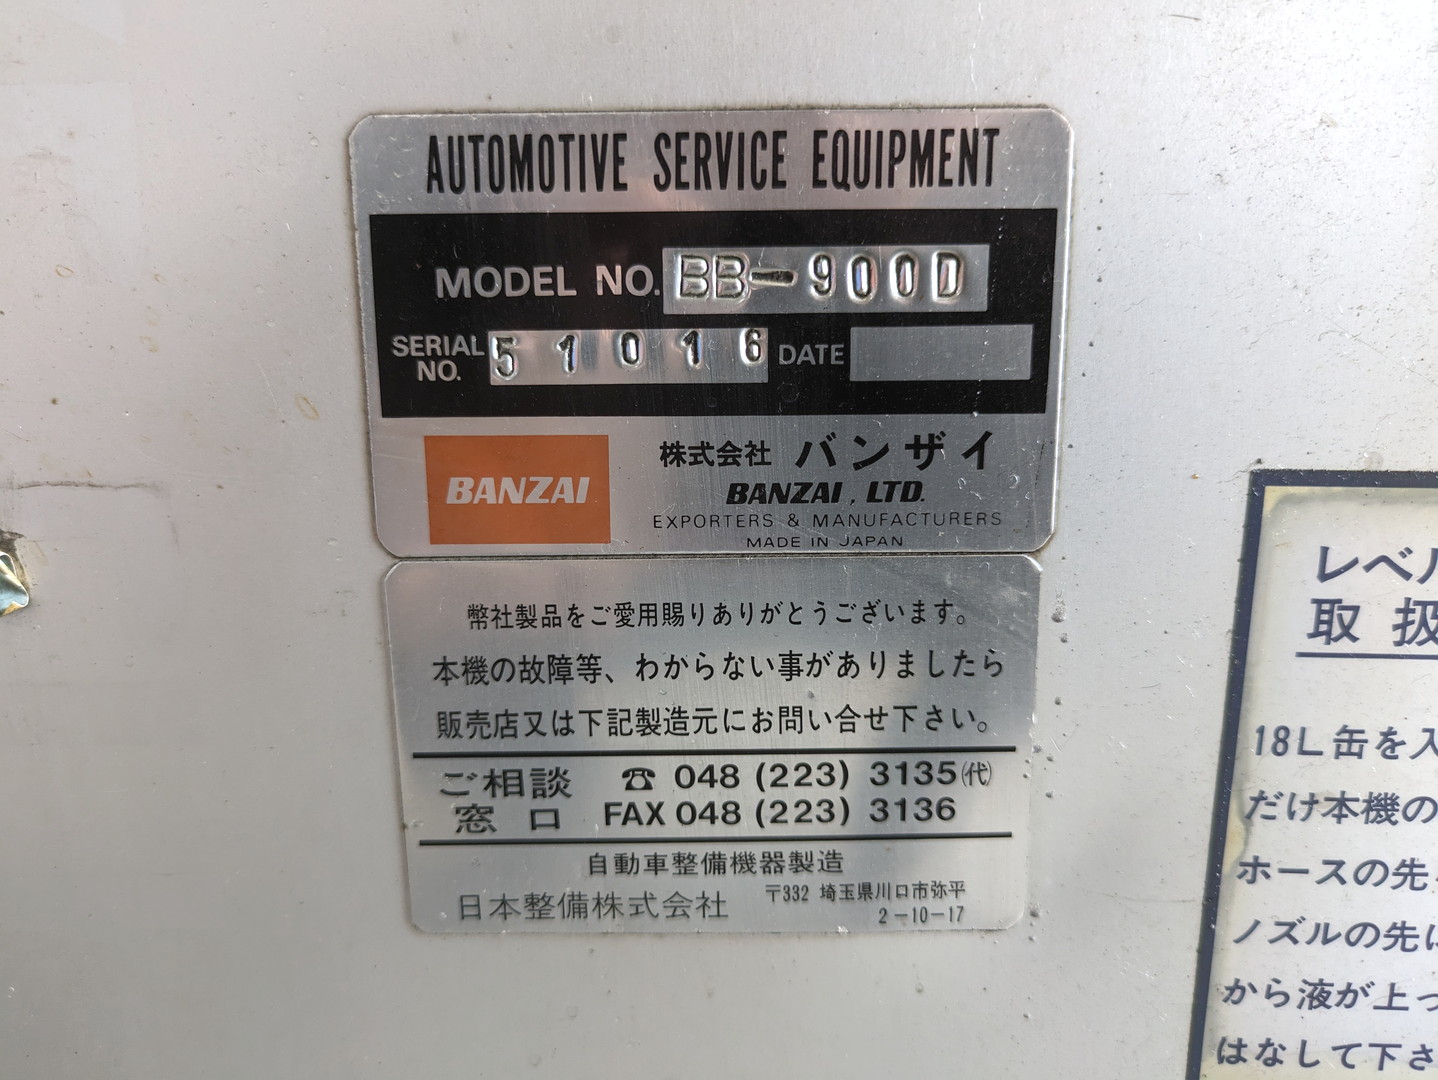 AUTOMOTIVE SERVICE EQUIPMENT
MODEL NO. BB-900D
SERIAL NO. 51016 DATE
BANZAI
株式会社 バンザイ
BANZAI, LTD.
EXPORTERS & MANUFACTURERS
MADE IN JAPAN
弊社製品をご愛用賜りありがとうございます。
本機の故障等、わからない事がありましたら
販売店又は下記製造元にお問い合せ下さい。
ご相談窓口
☎ 048 (223) 3135㈹
FAX 048 (223) 3136
自動車整備機器製造
日本整備株式会社
〒332 埼玉県川口市弥平
2-10-17
レベル
取扱
18L缶を入
だけ本機の
ホースの先
ノズルの先に
から液が上っ
はなして下さ